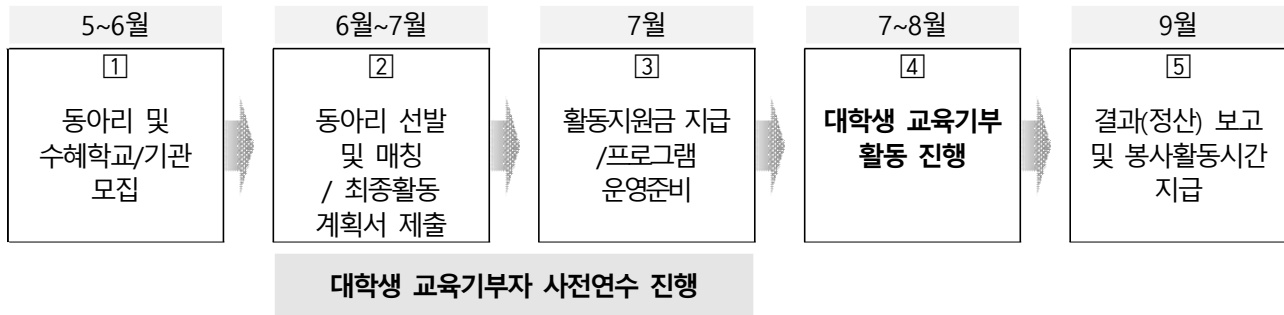 5~6월
1
동아리 및
수혜학교/기관
모집
6월~7월
2
동아리 선발
및 매칭
/ 최종활동
계획서 제출
7월
3
활동지원금 지급
/프로그램
운영준비
7~8월
4
대학생 교육기부
활동 진행
9월
5
결과(정산) 보고
및 봉사활동시간
지급
대학생 교육기부자 사전연수 진행